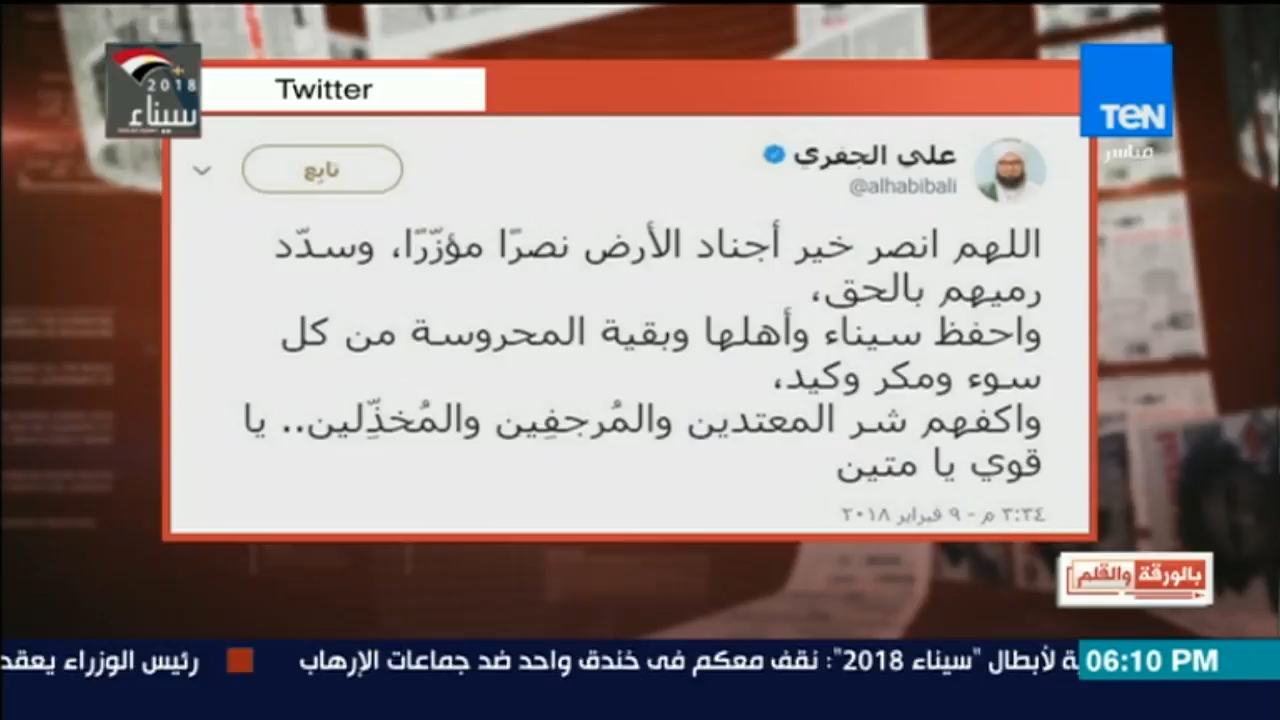 2018
سيناء
Twitter
TeN
مباشر
على الجفري
@alhabibali
تابِع
اللهم انصر خير أجناد الأرض نصرًا مؤزّرًا، وسدّد
رميهم بالحق،
واحفظ سيناء وأهلها وبقية المحروسة من كل
سوء ومكر وكيد،
واكفهم شر المعتدين والمُرجفِين والمُخذِّلين.. يا
قوي يا متين
٣:٣٤ م - ٩ فبراير ٢٠١٨
بالورقة والقلم
لأبطال "سيناء 2018": نقف معكم فى خندق واحد ضد جماعات الإرهاب
رئيس الوزراء يعقد
06:10 PM